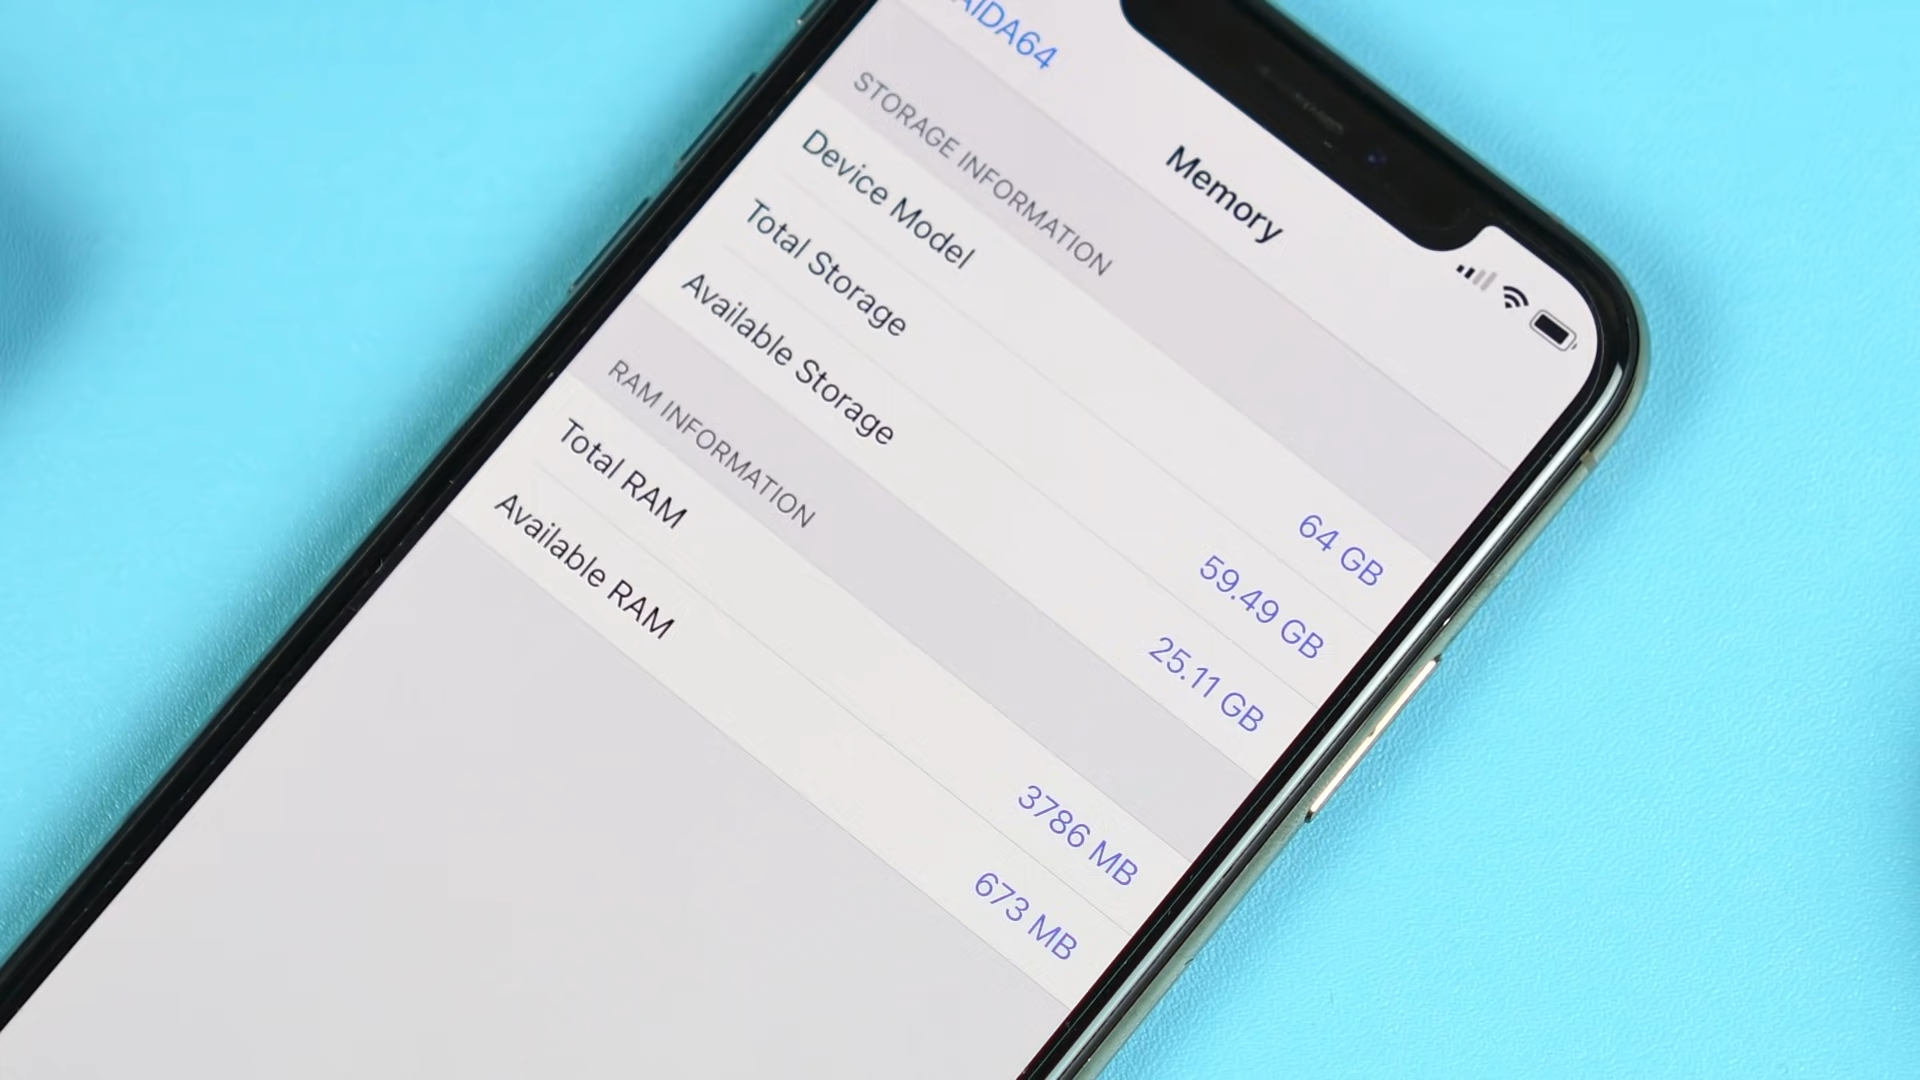 AIDA64
Memory
STORAGE INFORMATION
Device Model 64 GB
Total Storage 59.49 GB
Available Storage 25.11 GB
RAM INFORMATION
Total RAM 3786 MB
Available RAM 673 MB